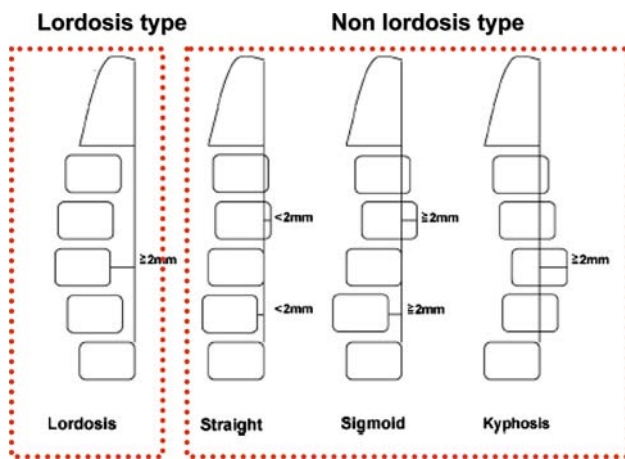 Lordosis type
Non lordosis type
≧2mm
<2mm
<2mm
≧2mm
≧2mm
≧2mm
Lordosis
Straight
Sigmoid
Kyphosis